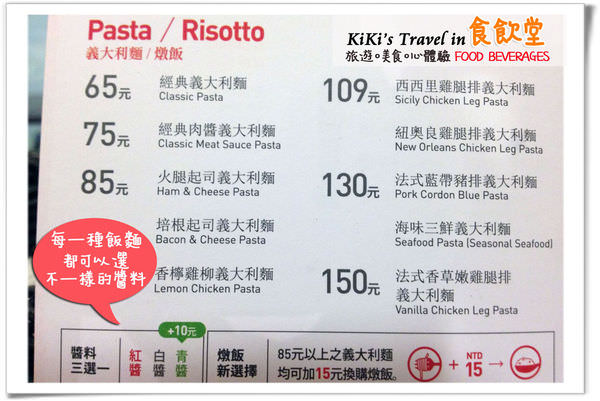 Pasta / Risotto
義大利麵 / 燉飯
KiKi's Travel in 食飲堂
旅遊。美食。心體驗 FOOD BEVERAGES
65元 經典義大利麵
Classic Pasta
75元 經典肉醬義大利麵
Classic Meat Sauce Pasta
85元 火腿起司義大利麵
Ham & Cheese Pasta
培根起司義大利麵
Bacon & Cheese Pasta
香檸雞柳義大利麵
Lemon Chicken Pasta
109元 西西里雞腿排義大利麵
Sicily Chicken Leg Pasta
紐奧良雞腿排義大利麵
New Orleans Chicken Leg Pasta
130元 法式藍帶豬排義大利麵
Pork Cordon Blue Pasta
海味三鮮義大利麵
Seafood Pasta (Seasonal Seafood)
150元 法式香草嫩雞腿排
義大利麵
Vanilla Chicken Leg Pasta
每一種飯麵
都可以選
不一樣的醬料
+10元
醬料
三選一
紅醬
白醬
青醬
燉飯
新選擇
85元以上之義大利麵
均可加15元換購燉飯。
+ NTD 15